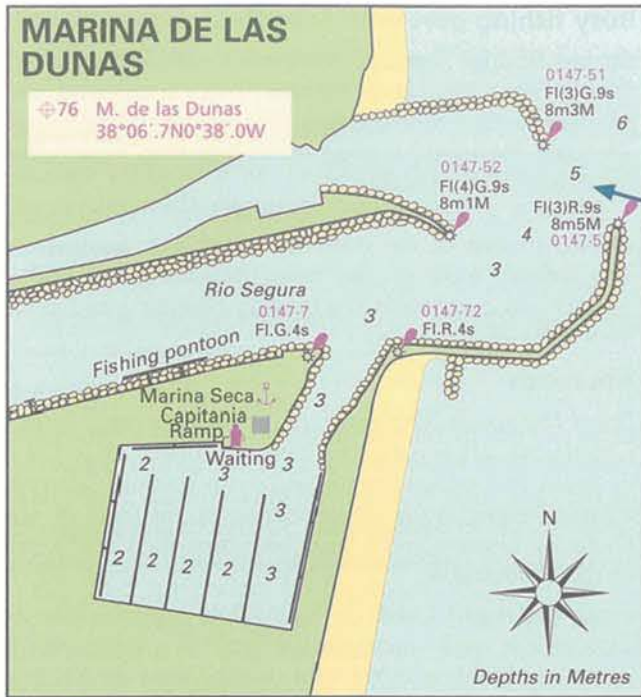 MARINA DE LAS
DUNAS
76 M. de las Dunas
38°06´.7N0°38´.0W
0147·51
Fl(3)G.9s
8m3M
6
0147·52
Fl(4)G.9s
8m1M
5
Fl(3)R.9s
8m5M
0147·5
4
3
Rio Segura
0147·7
Fl.G.4s
3
0147·72
Fl.R.4s
Fishing pontoon
Marina Seca
Capitania
Ramp
3
Waiting
2
3
3
3
2
2
2
2
3
N
Depths in Metres